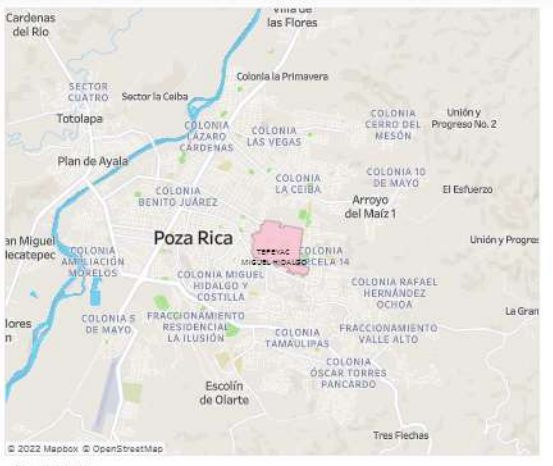 Villa de
las Flores
Cardenas
del Rio
Colonia la Primavera
SECTOR
CUATRO
Sector la Ceiba
Totolapa
COLONIA
LÁZARO
CÁRDENAS
COLONIA
LAS VEGAS
COLONIA
CERRO DEL
MESÓN
Unión y
Progreso No. 2
Plan de Ayala
COLONIA
LA CEIBA
COLONIA 10
DE MAYO
El Esfuerzo
COLONIA
BENITO JUÁREZ
Arroyo
del Maíz 1
Poza Rica
an Miguel
lecatepec
COLONIA
AMPLIACIÓN
MORELOS
TEPEYAC
MIGUEL HIDALGO
COLONIA
RCELA 14
Unión y Progres
COLONIA MIGUEL
HIDALGO Y
COSTILLA
COLONIA RAFAEL
HERNÁNDEZ
OCHOA
La Gran
lores
n
COLONIA 5
DE MAYO
FRACCIONAMIENTO
RESIDENCIAL
LA ILUSIÓN
COLONIA
TAMAULIPAS
FRACCIONAMIENTO
VALLE ALTO
COLONIA
ÓSCAR TORRES
PANCARDO
Escolín
de Olarte
Tres Flechas
© 2022 Mapbox © OpenStreetMap